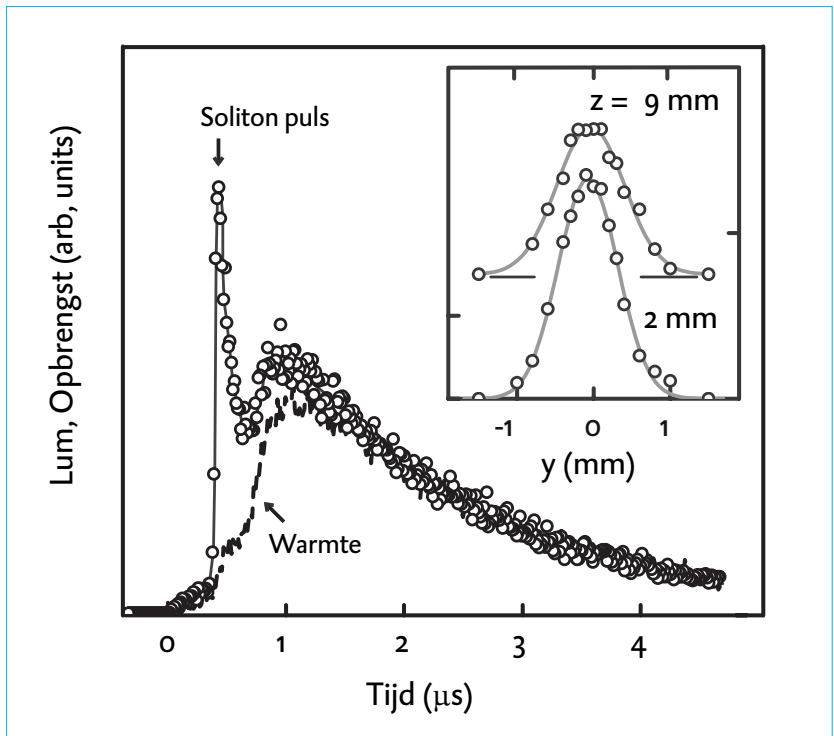 Soliton puls
Lum, Opbrengst (arb, units)
Warmte
0 1 2 3 4
Tijd (μs)
z = 9 mm
2 mm
-1 0 1
y (mm)